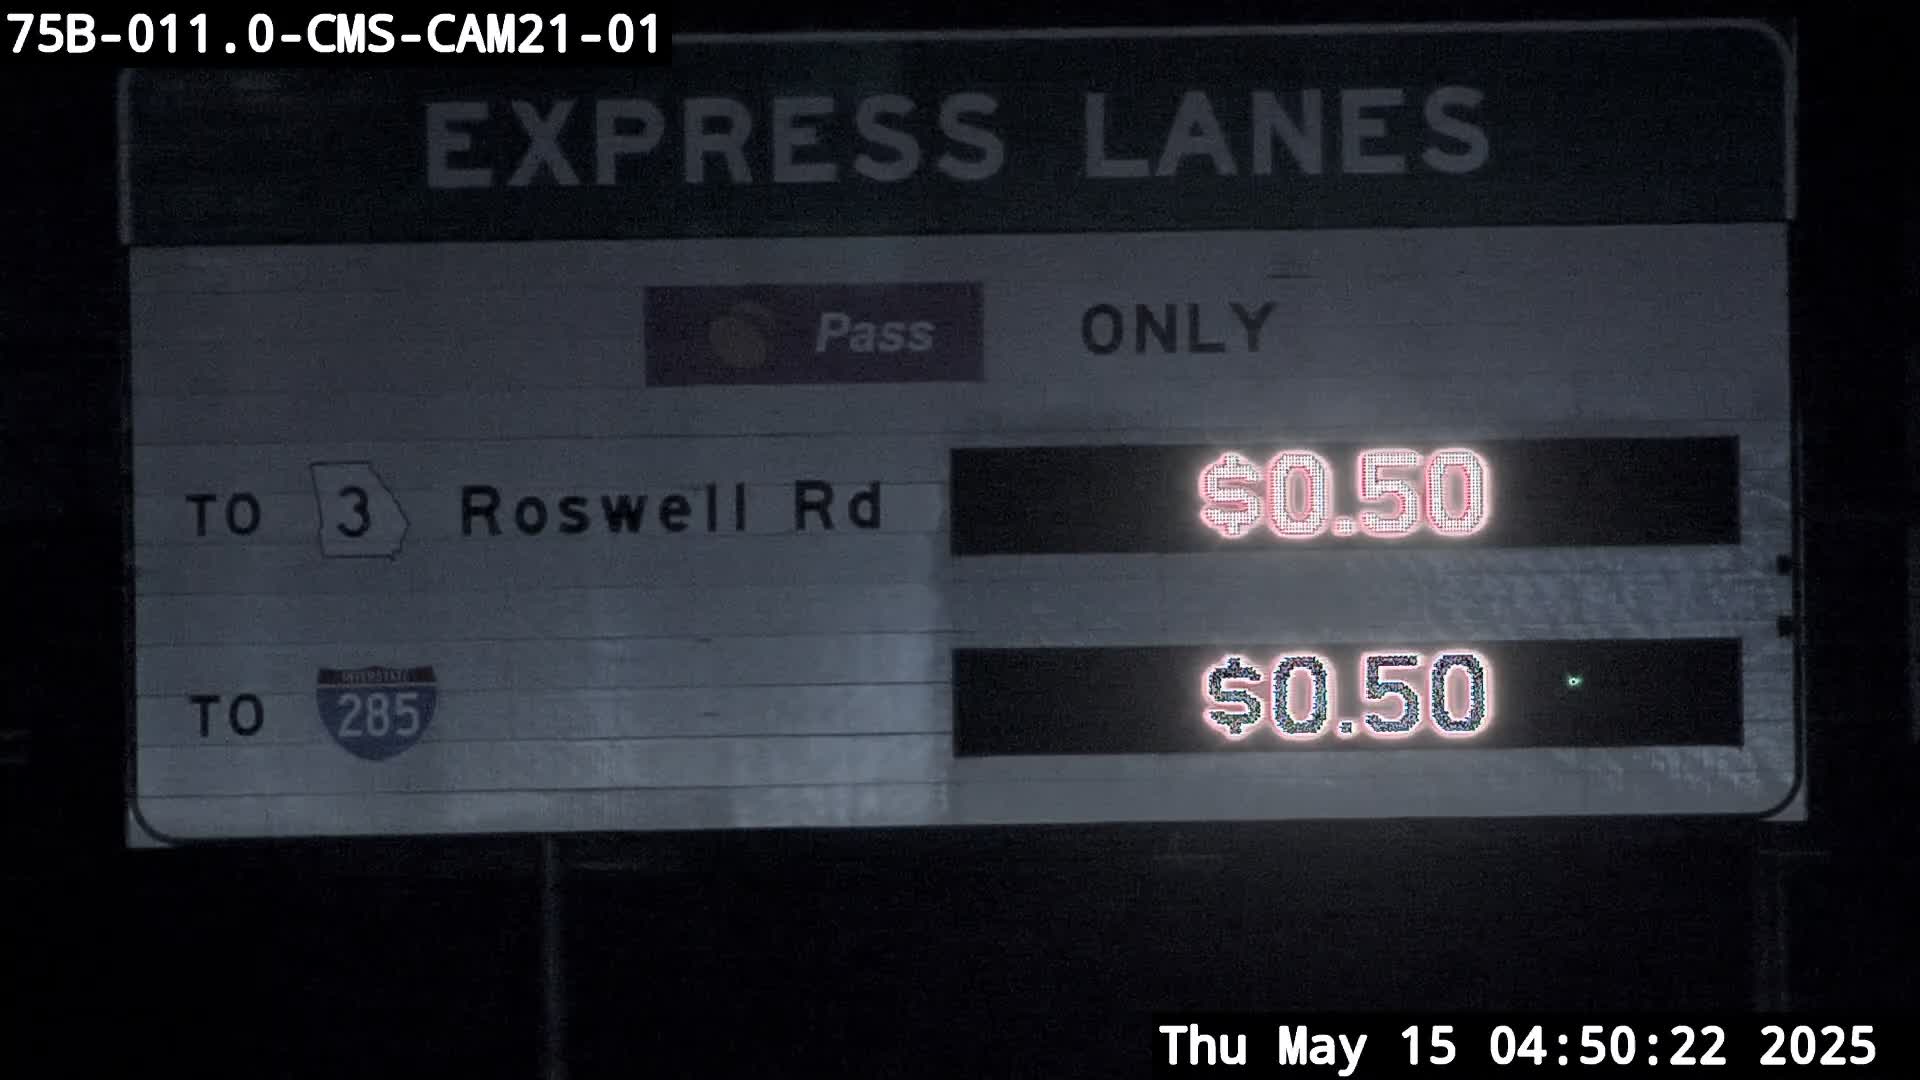 75B-011.0-CMS-CAM21-01
EXPRESS LANES
Pass ONLY
TO 3 Roswell Rd $0.50
INTERSTATE
TO 285 $0.50
Thu May 15 04:50:22 2025